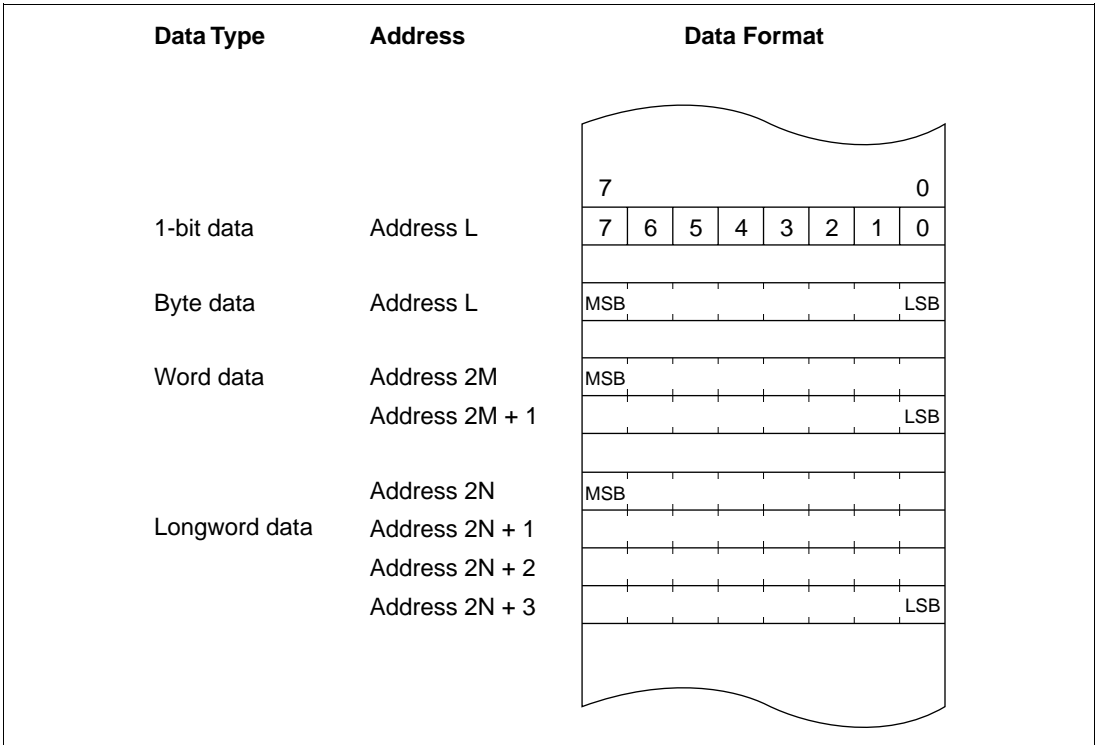 Data Type Address Data Format
7 0
1-bit data Address L 7 6 5 4 3 2 1 0
Byte data Address L MSB LSB
Word data Address 2M MSB
Address 2M + 1 LSB
Address 2N MSB
Longword data Address 2N + 1
Address 2N + 2
Address 2N + 3 LSB